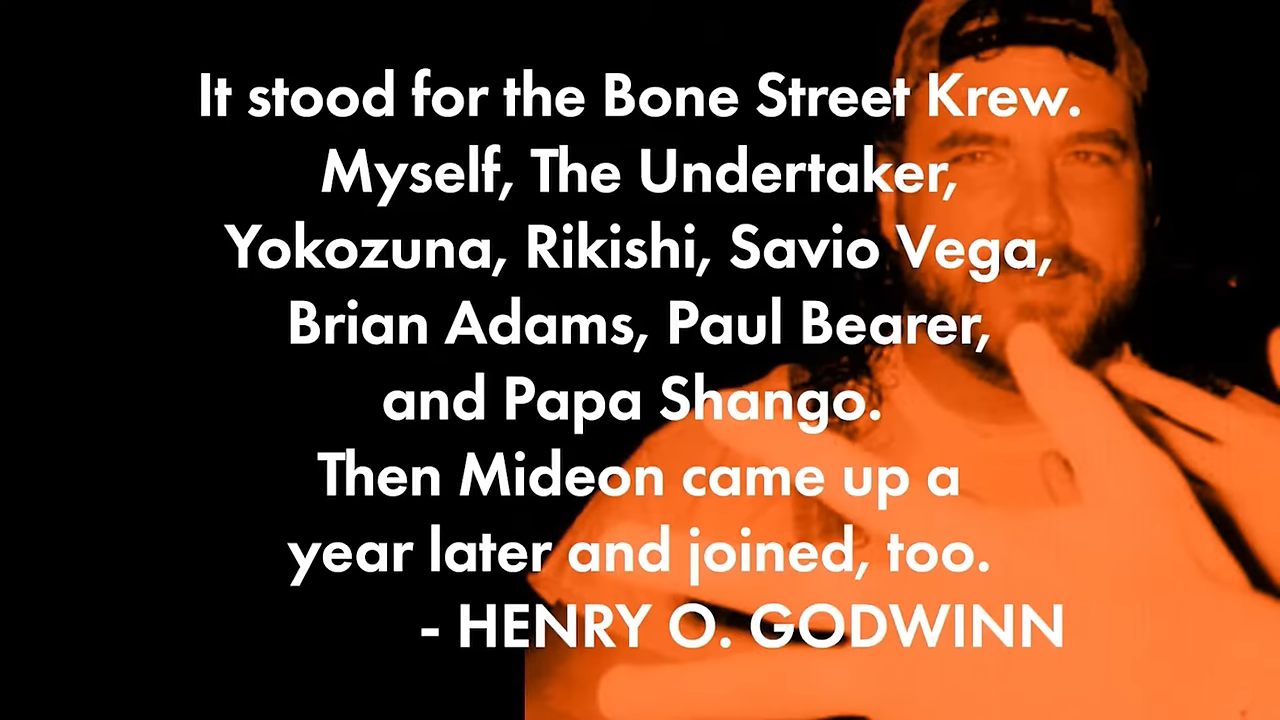 It stood for the Bone Street Krew.
Myself, The Undertaker,
Yokozuna, Rikishi, Savio Vega,
Brian Adams, Paul Bearer,
and Papa Shango.
Then Mideon came up a
year later and joined, too.
- HENRY O. GODWINN